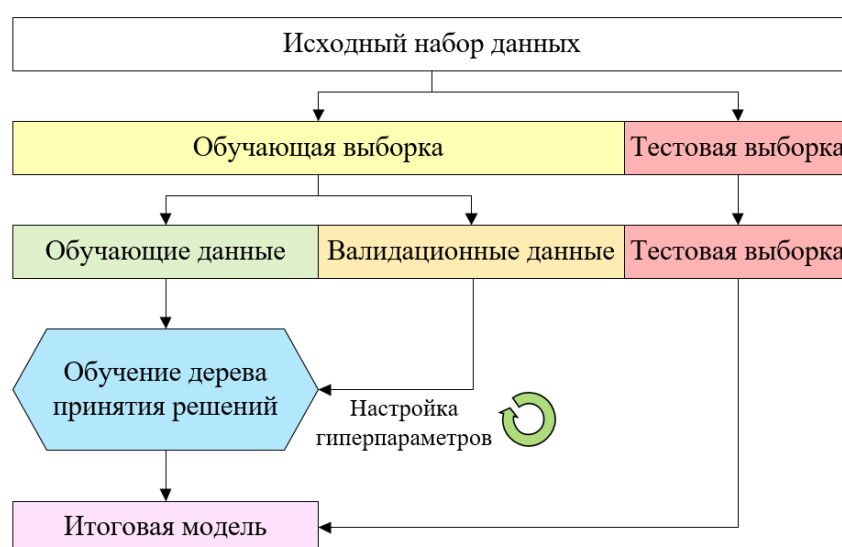 Исходный набор данных
Обучающая выборка
Тестовая выборка
Обучающие данные
Валидационные данные
Тестовая выборка
Обучение дерева
принятия решений
Настройка
гиперпараметров
Итоговая модель